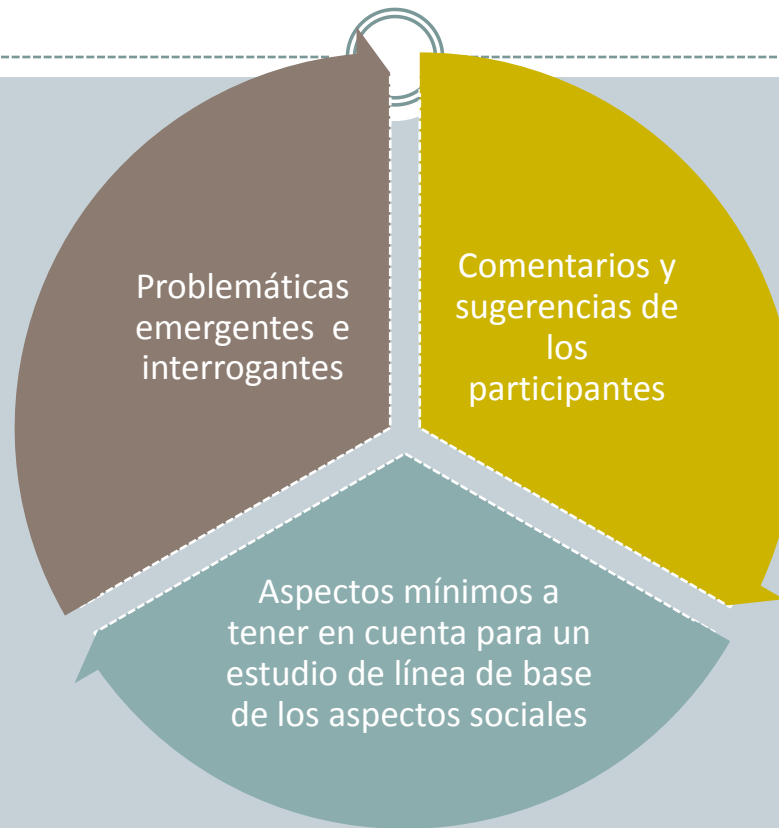 Problemáticas
emergentes e
interrogantes
Comentarios y
sugerencias de
los
participantes
Aspectos mínimos a
tener en cuenta para un
estudio de línea de base
de los aspectos sociales